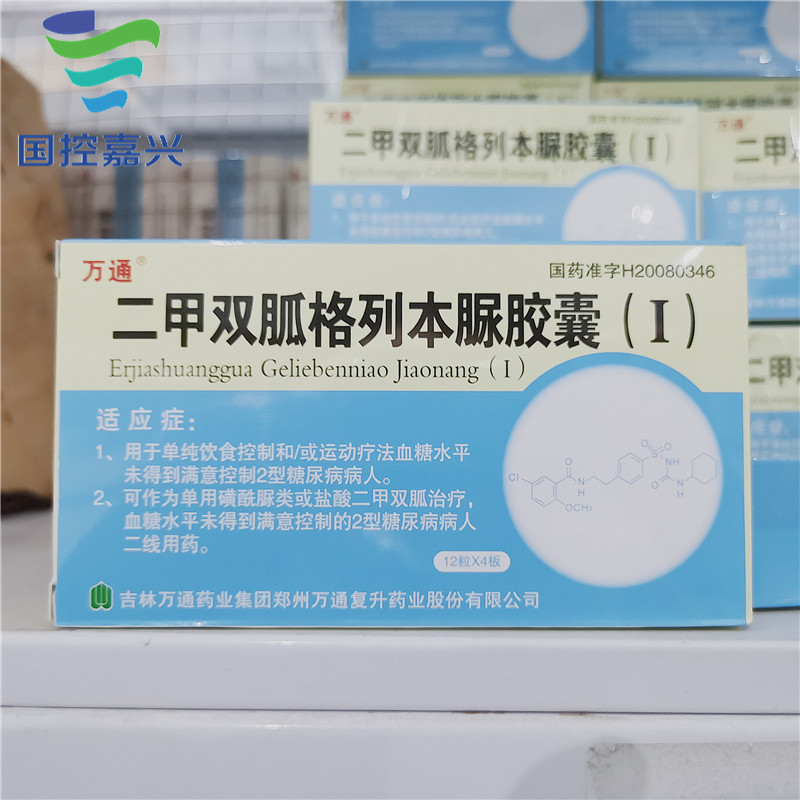 国控嘉兴
万通
二甲双胍格列本脲胶囊（I）
适应症：
万通®
国药准字H20080346
二甲双胍格列本脲胶囊（I）
Erjiashuanggua Geliebenniao Jiaonang（I）
适应症：
1、用于单纯饮食控制和/或运动疗法血糖水平
未得到满意控制2型糖尿病病人。
2、可作为单用磺酰脲类或盐酸二甲双胍治疗，
血糖水平未得到满意控制的2型糖尿病病人
二线用药。
12粒X4板
吉林万通药业集团郑州万通复升药业股份有限公司